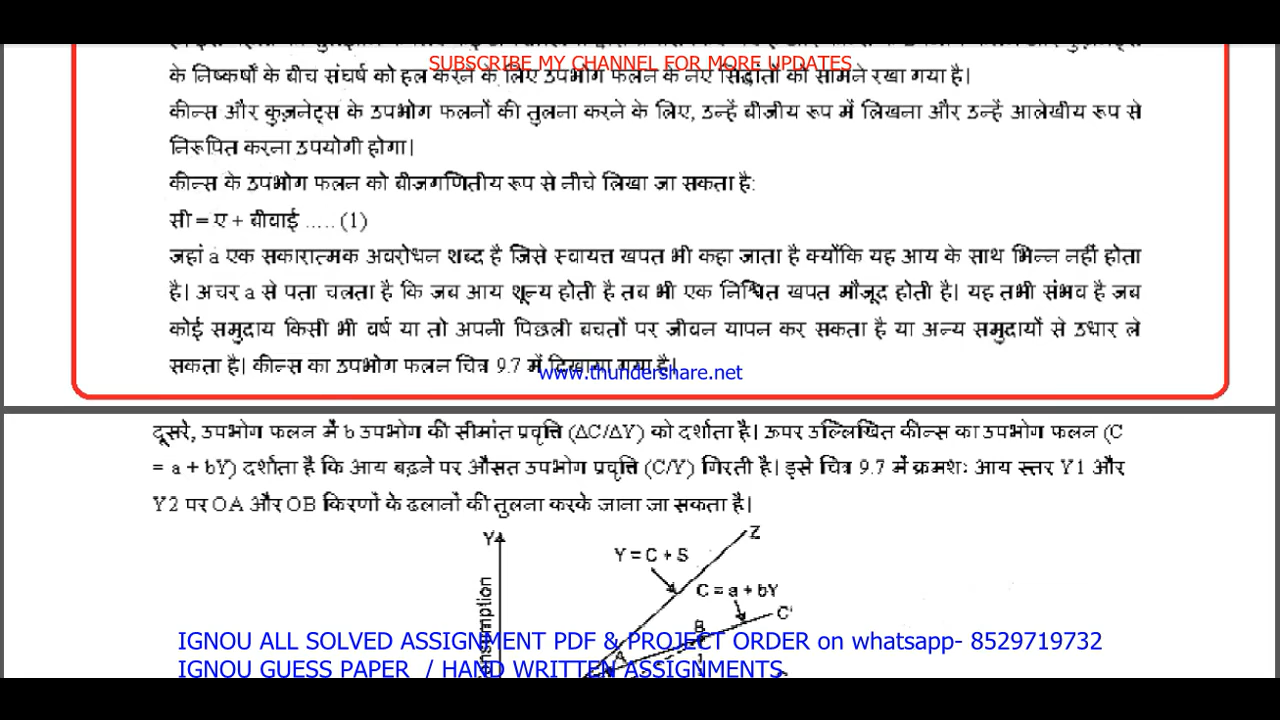 SUBSCRIBE MY CHANNEL FOR MORE UPDATES
के निष्कर्षों के बीच संघर्ष को हल करने के लिए उपभोग फलन के नए सिद्धांतों को सामने रखा गया है।
कीन्स और कुज़नेट्स के उपभोग फलनों की तुलना करने के लिए, उन्हें बीजीय रूप में लिखना और उन्हें आलेखीय रूप से
निरूपित करना उपयोगी होगा।
कीन्स के उपभोग फलन को बीजगणितीय रूप से नीचे लिखा जा सकता है:
सी = ए + बीवाई ..... (1)
जहां a एक सकारात्मक अवरोधन शब्द है जिसे स्वायत्त खपत भी कहा जाता है क्योंकि यह आय के साथ भिन्न नहीं होता
है। अचर a से पता चलता है कि जब आय शून्य होती है तब भी एक निश्चित खपत मौजूद होती है। यह तभी संभव है जब
कोई समुदाय किसी भी वर्ष या तो अपनी पिछली बचतों पर जीवन यापन कर सकता है या अन्य समुदायों से उधार ले
सकता है। कीन्स का उपभोग फलन चित्र 9.7 में दिखाया गया है।
www.thundershare.net
दूसरे, उपभोग फलन में b उपभोग की सीमांत प्रवृत्ति (ΔC/ΔY) को दर्शाता है। ऊपर उल्लिखित कीन्स का उपभोग फलन (C
= a + bY) दर्शाता है कि आय बढ़ने पर औसत उपभोग प्रवृत्ति (C/Y) गिरती है। इसे चित्र 9.7 में क्रमशः आय स्तर Y1 और
Y2 पर OA और OB किरणों के ढलानों की तुलना करके जाना जा सकता है।
Y
Z
Y = C + S
C = a + bY
C'
B
A
IGNOU ALL SOLVED ASSIGNMENT PDF & PROJECT ORDER on whatsapp- 8529719732
IGNOU GUESS PAPER / HAND WRITTEN ASSIGNMENTS